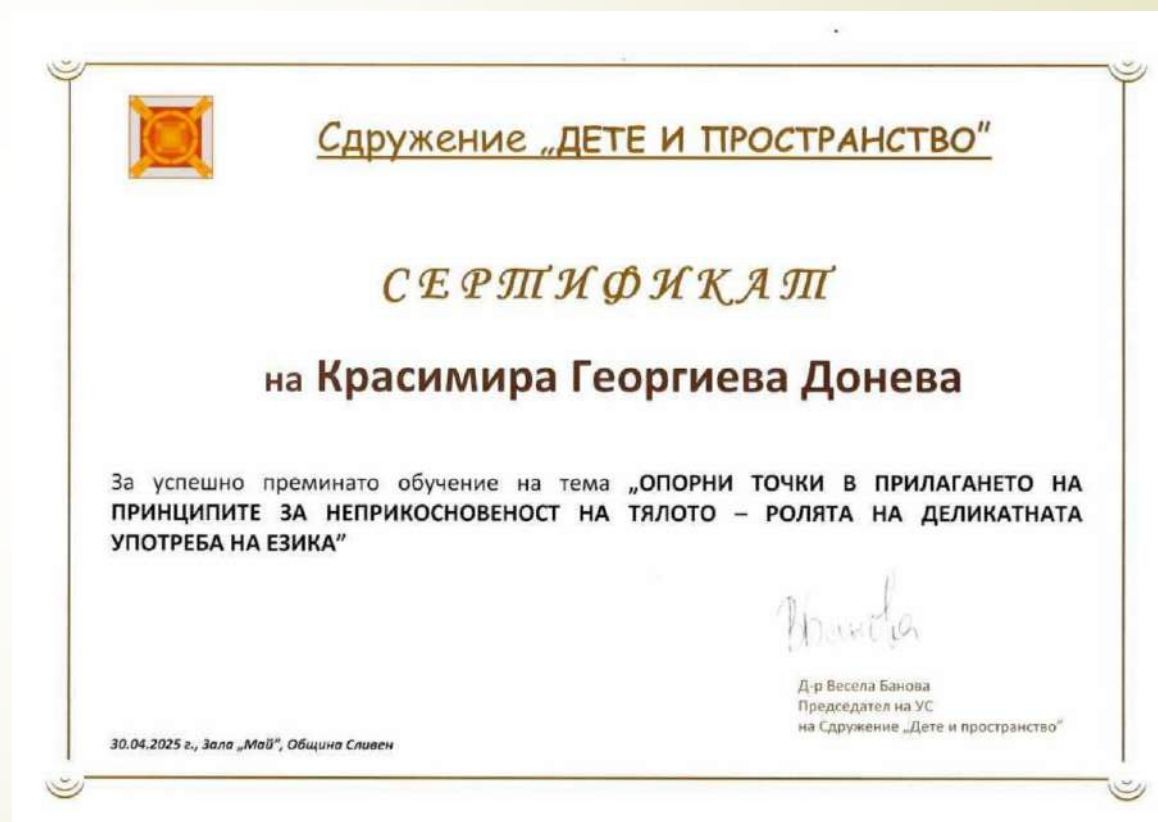 Сдружение „ДЕТЕ И ПРОСТРАНСТВО"
СЕРТИФИКАТ
на Красимира Георгиева Донева
За успешно преминато обучение на тема „ОПОРНИ ТОЧКИ В ПРИЛАГАНЕТО НА
ПРИНЦИПИТЕ ЗА НЕПРИКОСНОВЕНОСТ НА ТЯЛОТО – РОЛЯТА НА ДЕЛИКАТНАТА
УПОТРЕБА НА ЕЗИКА”
ВБанова
Д-р Весела Банова
Председател на УС
на Сдружение „Дете и пространство”
30.04.2025 г., Зала „Май”, Община Сливен